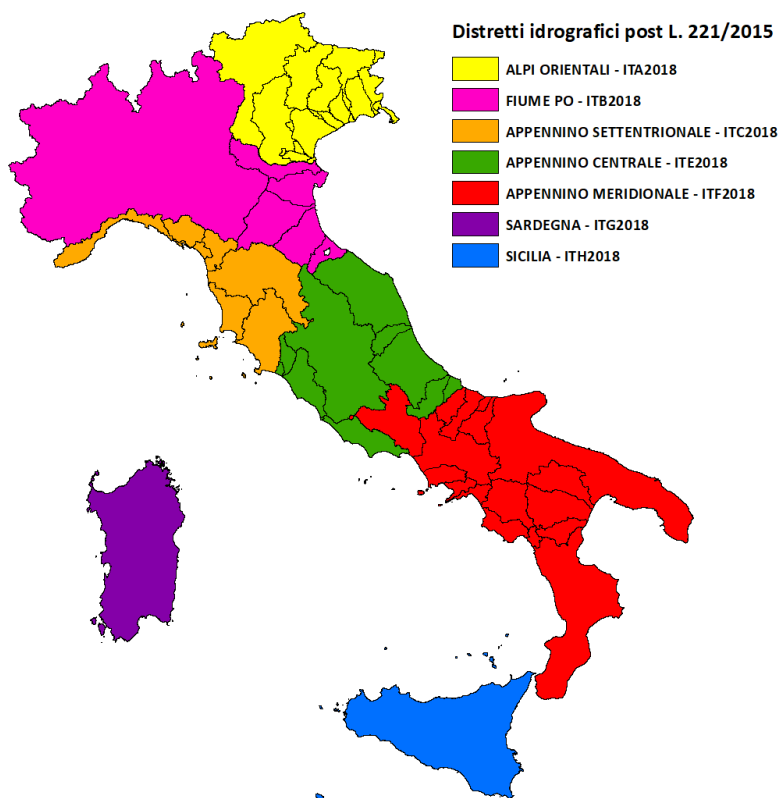 Distretti idrografici post L. 221/2015
ALPI ORIENTALI - ITA2018
FIUME PO - ITB2018
APPENNINO SETTENTRIONALE - ITC2018
APPENNINO CENTRALE - ITE2018
APPENNINO MERIDIONALE - ITF2018
SARDEGNA - ITG2018
SICILIA - ITH2018